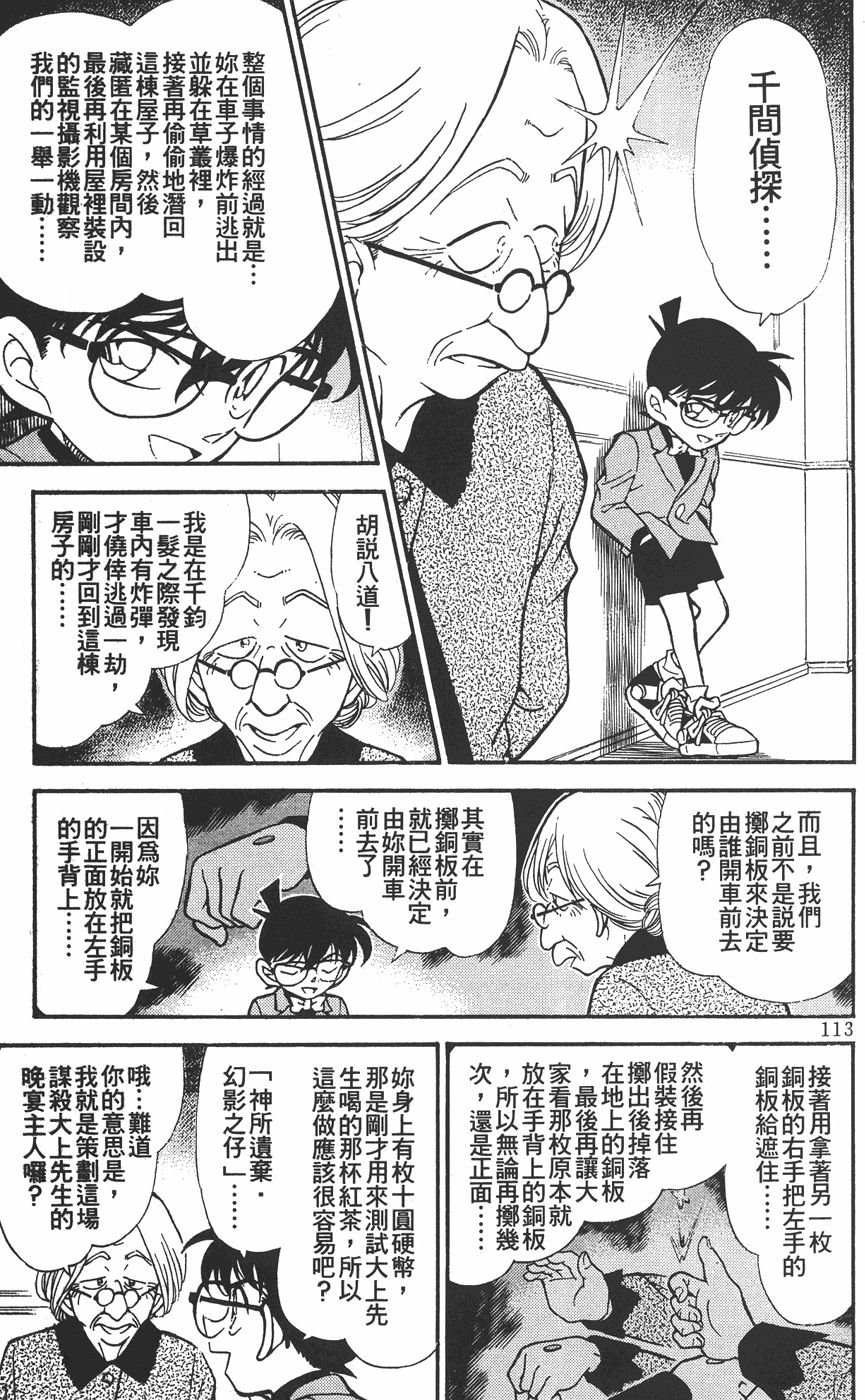 千間偵探……
整個事情的經過就是…
妳在車子爆炸前逃出
並躲在草叢裡，
接著再偷偷地潛回
這棟屋子，然後
藏匿在某個房間內，
最後再利用屋裡裝設
的監視攝影機觀察
我們的一舉一動……
胡説八道！
我是在千鈞
一髮之際發現
車內有炸彈，
才僥倖逃過一劫，
剛剛才回到這棟
房子的……
而且，我們
之前不是説要
擲銅板來決定
由誰開車前去
的嗎？
其實在
擲銅板前，
就已經決定
由妳開車
前去了
……
因爲妳
一開始就把銅板
的正面放在左手
的手背上……
113
接著用拿著另一枚
銅板的右手把左手的
銅板給遮住……
然後再
假裝接住
擲出後掉落
在地上的銅板
，最後再讓大
家看那枚原本就
放在手背上的銅板
，所以無論再擲幾
次，還是正面……
妳身上有枚十圓硬幣，
那是剛才用來測試大上先
生喝的那杯紅茶，所以
這麼做應該很容易吧？
「神所遺棄．
幻影之仔」……
哦…難道
你的意思是，
我就是策劃這場
謀殺大上先生的
晚宴主人囉？